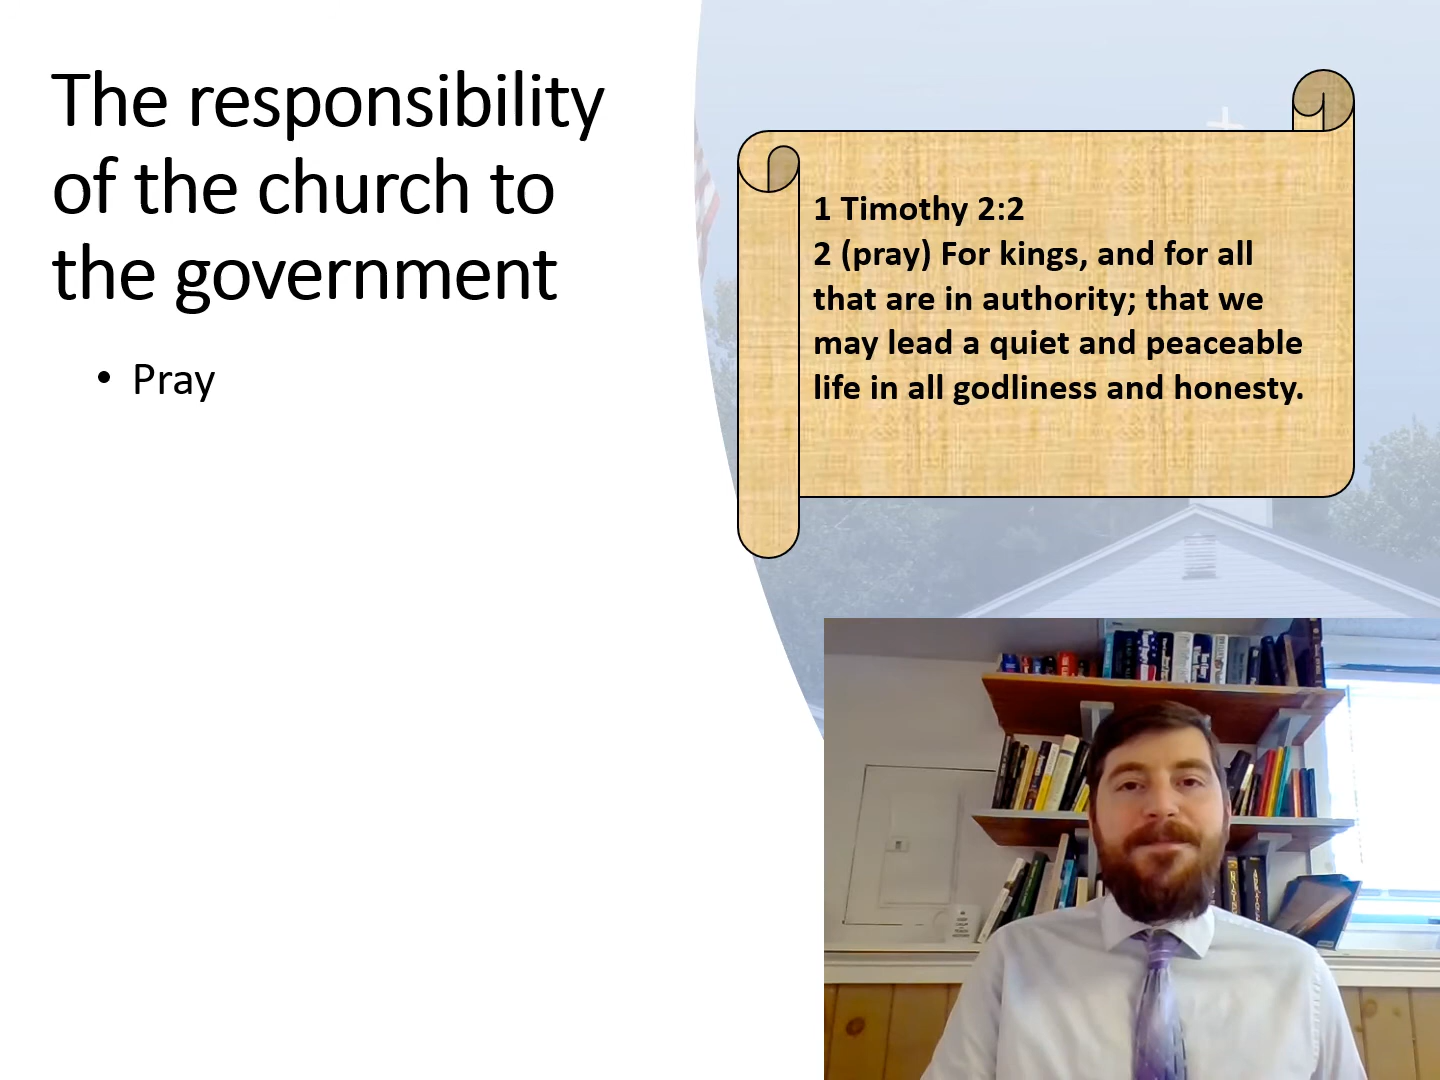 The responsibility
of the church to
the government
• Pray
1 Timothy 2:2
2 (pray) For kings, and for all
that are in authority; that we
may lead a quiet and peaceable
life in all godliness and honesty.